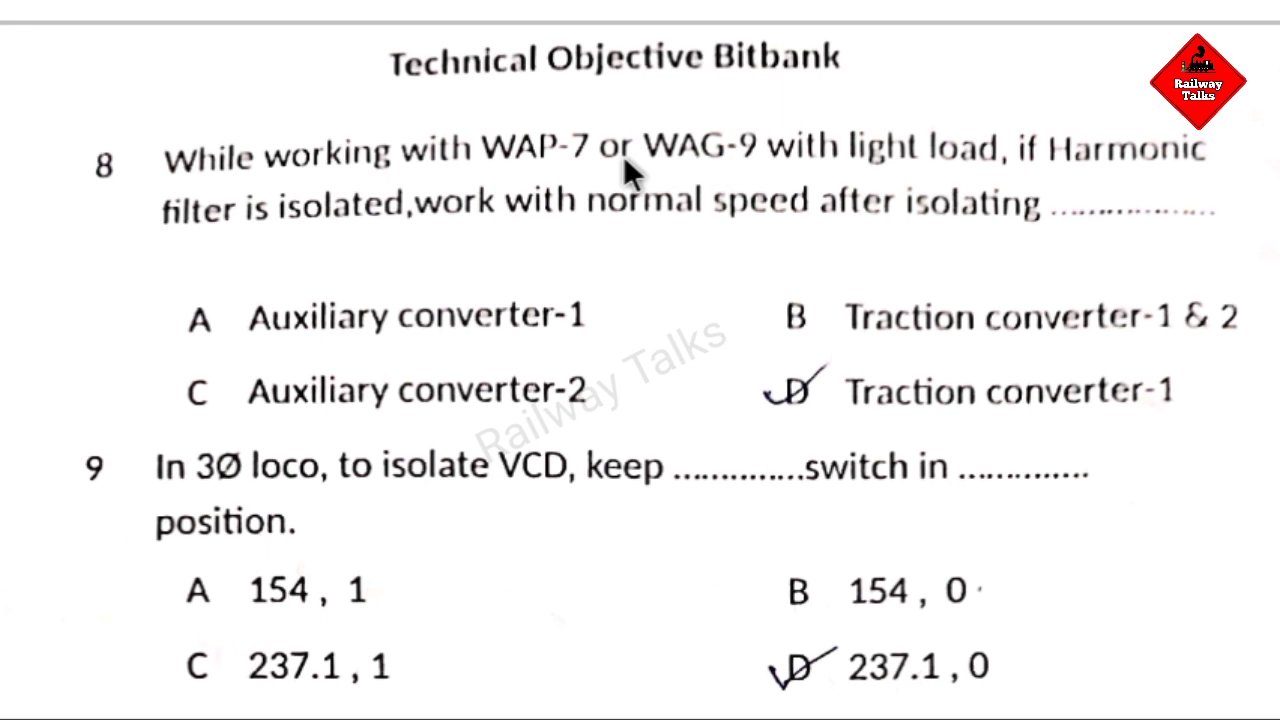 Technical Objective Bitbank
Railway
Talks
8 While working with WAP-7 or WAG-9 with light load, if Harmonic
filter is isolated,work with normal speed after isolating ..................
A Auxiliary converter-1 B Traction converter-1 & 2
C Auxiliary converter-2 D Traction converter-1
Railway Talks
9 In 3Ø loco, to isolate VCD, keep ..............switch in ..............
position.
A 154 , 1 B 154 , 0
C 237.1 , 1 D 237.1 , 0